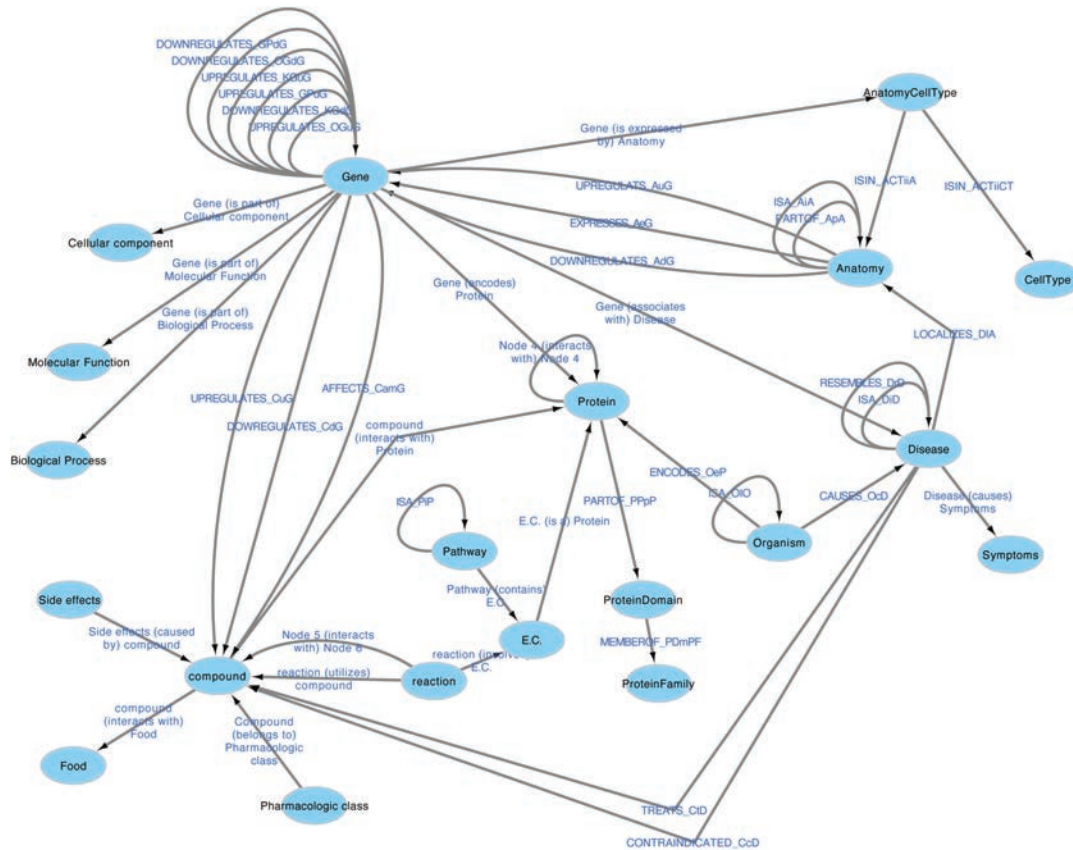 DOWNREGULATES_GPdG
DOWNREGULATES_OGdG
UPREGULATES_KGuG
UPREGULATES_GPuG
DOWNREGULATES_KGdG
UPREGULATES_OGuG
AnatomyCellType
Gene (is expressed
by) Anatomy
Gene
UPREGULATS_AuG
ISA_AiA
PARTOF_ApA
ISIN_ACTiiA
ISIN_ACTiiCT
Gene (is part of)
Cellular component
EXPRESSES_AeG
Cellular component
DOWNREGULATES_AdG
Anatomy
CellType
Gene (is part of)
Molecular Function
Gene (encodes)
Protein
Gene (associates
with) Disease
Gene (is part of)
Biological Process
LOCALIZES_DlA
Node 4 (interacts
with) Node 4
Molecular Function
RESEMBLES_DrD
ISA_DiD
UPREGULATES_CuG
AFFECTS_CamG
Protein
DOWREGULATES_CdG
compound
(interacts with)
Protein
Biological Process
Disease
ENCODES_OeP
ISA_PiP
PARTOF_PPpP
ISA_OiO
CAUSES_OcD
Disease (causes)
Symptoms
E.C. (is a) Protein
Pathway
Organism
Symptoms
Pathway (contains)
E.C.
Side effects
ProteinDomain
Side effects (caused
by) compound
Node 5 (interacts
with) Node 6
E.C.
MEMBEROF_PDmPF
reaction (involve
E.C.
compound
reaction (utilizes)
compound
reaction
ProteinFamily
compound
(interacts with)
Food
Compound
(belongs to)
Pharmacologic
class
Food
Pharmacologic class
TREATS_CtD
CONTRAINDICATED_CcD